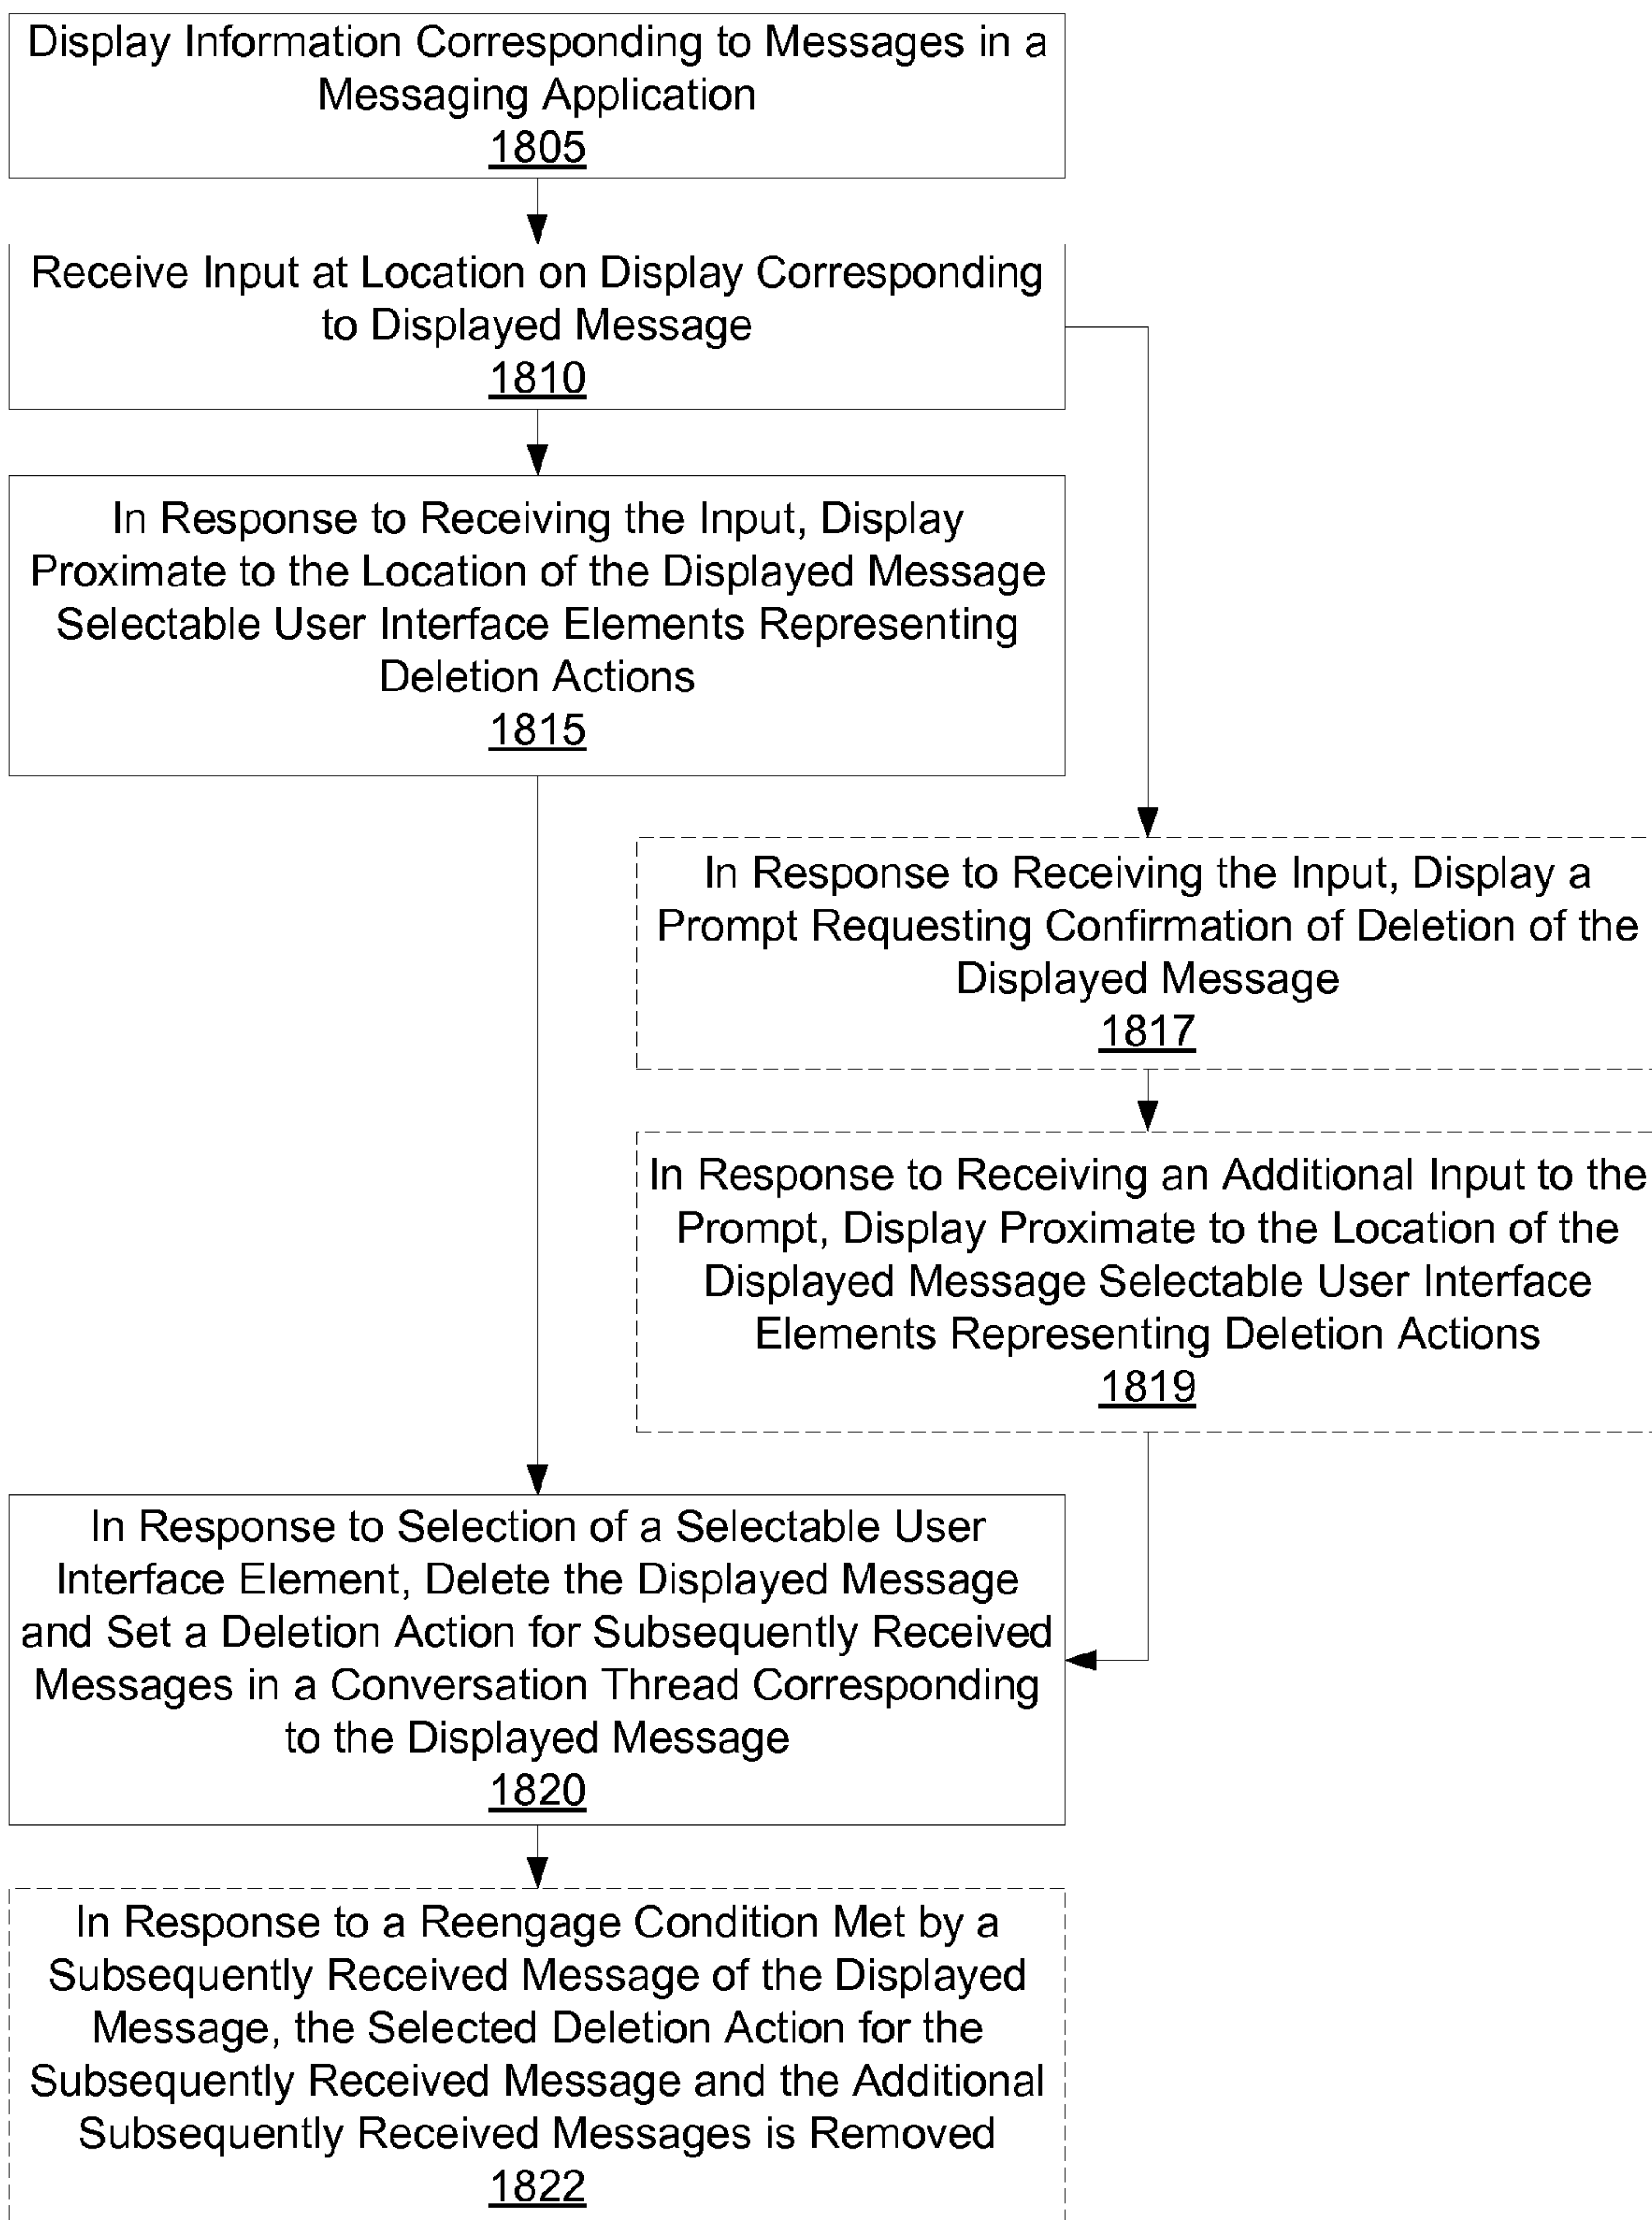 Display Information Corresponding to Messages in a
Messaging Application
1805
Receive Input at Location on Display Corresponding
to Displayed Message
1810
In Response to Receiving the Input, Display
Proximate to the Location of the Displayed Message
Selectable User Interface Elements Representing
Deletion Actions
1815
In Response to Receiving the Input, Display a
Prompt Requesting Confirmation of Deletion of the
Displayed Message
1817
In Response to Receiving an Additional Input to the
Prompt, Display Proximate to the Location of the
Displayed Message Selectable User Interface
Elements Representing Deletion Actions
1819
In Response to Selection of a Selectable User
Interface Element, Delete the Displayed Message
and Set a Deletion Action for Subsequently Received
Messages in a Conversation Thread Corresponding
to the Displayed Message
1820
In Response to a Reengage Condition Met by a
Subsequently Received Message of the Displayed
Message, the Selected Deletion Action for the
Subsequently Received Message and the Additional
Subsequently Received Messages is Removed
1822